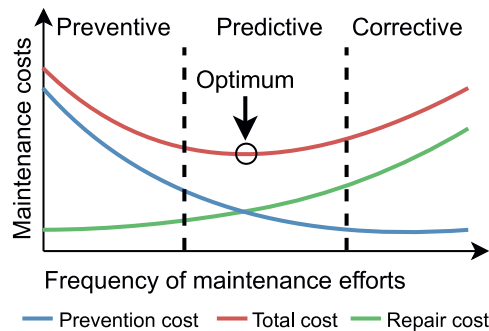 Preventive Predictive Corrective
Optimum
Maintenance costs
Frequency of maintenance efforts
Prevention cost Total cost Repair cost